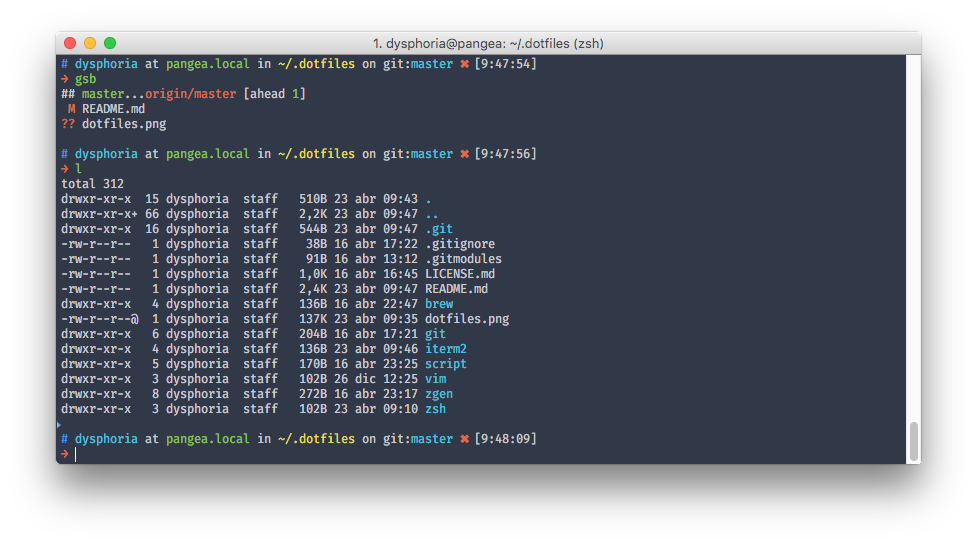 1. dysphoria@pangea: ~/.dotfiles (zsh)
# dysphoria at pangea.local in ~/.dotfiles on git:master ✖ [9:47:54]
→ gsb
## master...origin/master [ahead 1]
 M README.md
?? dotfiles.png
# dysphoria at pangea.local in ~/.dotfiles on git:master ✖ [9:47:56]
→ l
total 312
drwxr-xr-x  15 dysphoria  staff   510B 23 abr 09:43 .
drwxr-xr-x+ 66 dysphoria  staff   2,2K 23 abr 09:47 ..
drwxr-xr-x  16 dysphoria  staff   544B 23 abr 09:47 .git
-rw-r--r--   1 dysphoria  staff    38B 16 abr 17:22 .gitignore
-rw-r--r--   1 dysphoria  staff    91B 16 abr 13:12 .gitmodules
-rw-r--r--   1 dysphoria  staff   1,0K 16 abr 16:45 LICENSE.md
-rw-r--r--   1 dysphoria  staff   2,4K 23 abr 09:47 README.md
drwxr-xr-x   4 dysphoria  staff   136B 16 abr 22:47 brew
-rw-r--r--@  1 dysphoria  staff   137K 23 abr 09:35 dotfiles.png
drwxr-xr-x   6 dysphoria  staff   204B 16 abr 17:21 git
drwxr-xr-x   4 dysphoria  staff   136B 23 abr 09:46 iterm2
drwxr-xr-x   5 dysphoria  staff   170B 16 abr 23:25 script
drwxr-xr-x   3 dysphoria  staff   102B 26 dic 12:25 vim
drwxr-xr-x   8 dysphoria  staff   272B 16 abr 23:17 zgen
drwxr-xr-x   3 dysphoria  staff   102B 23 abr 09:10 zsh
# dysphoria at pangea.local in ~/.dotfiles on git:master ✖ [9:48:09]
→